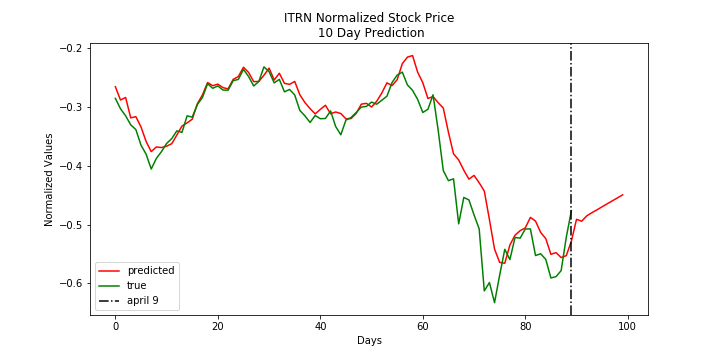 ITRN Normalized Stock Price
10 Day Prediction
Normalized Values
−0.2
−0.3
−0.4
−0.5
−0.6
predicted
true
april 9
0
20
40
60
80
100
Days